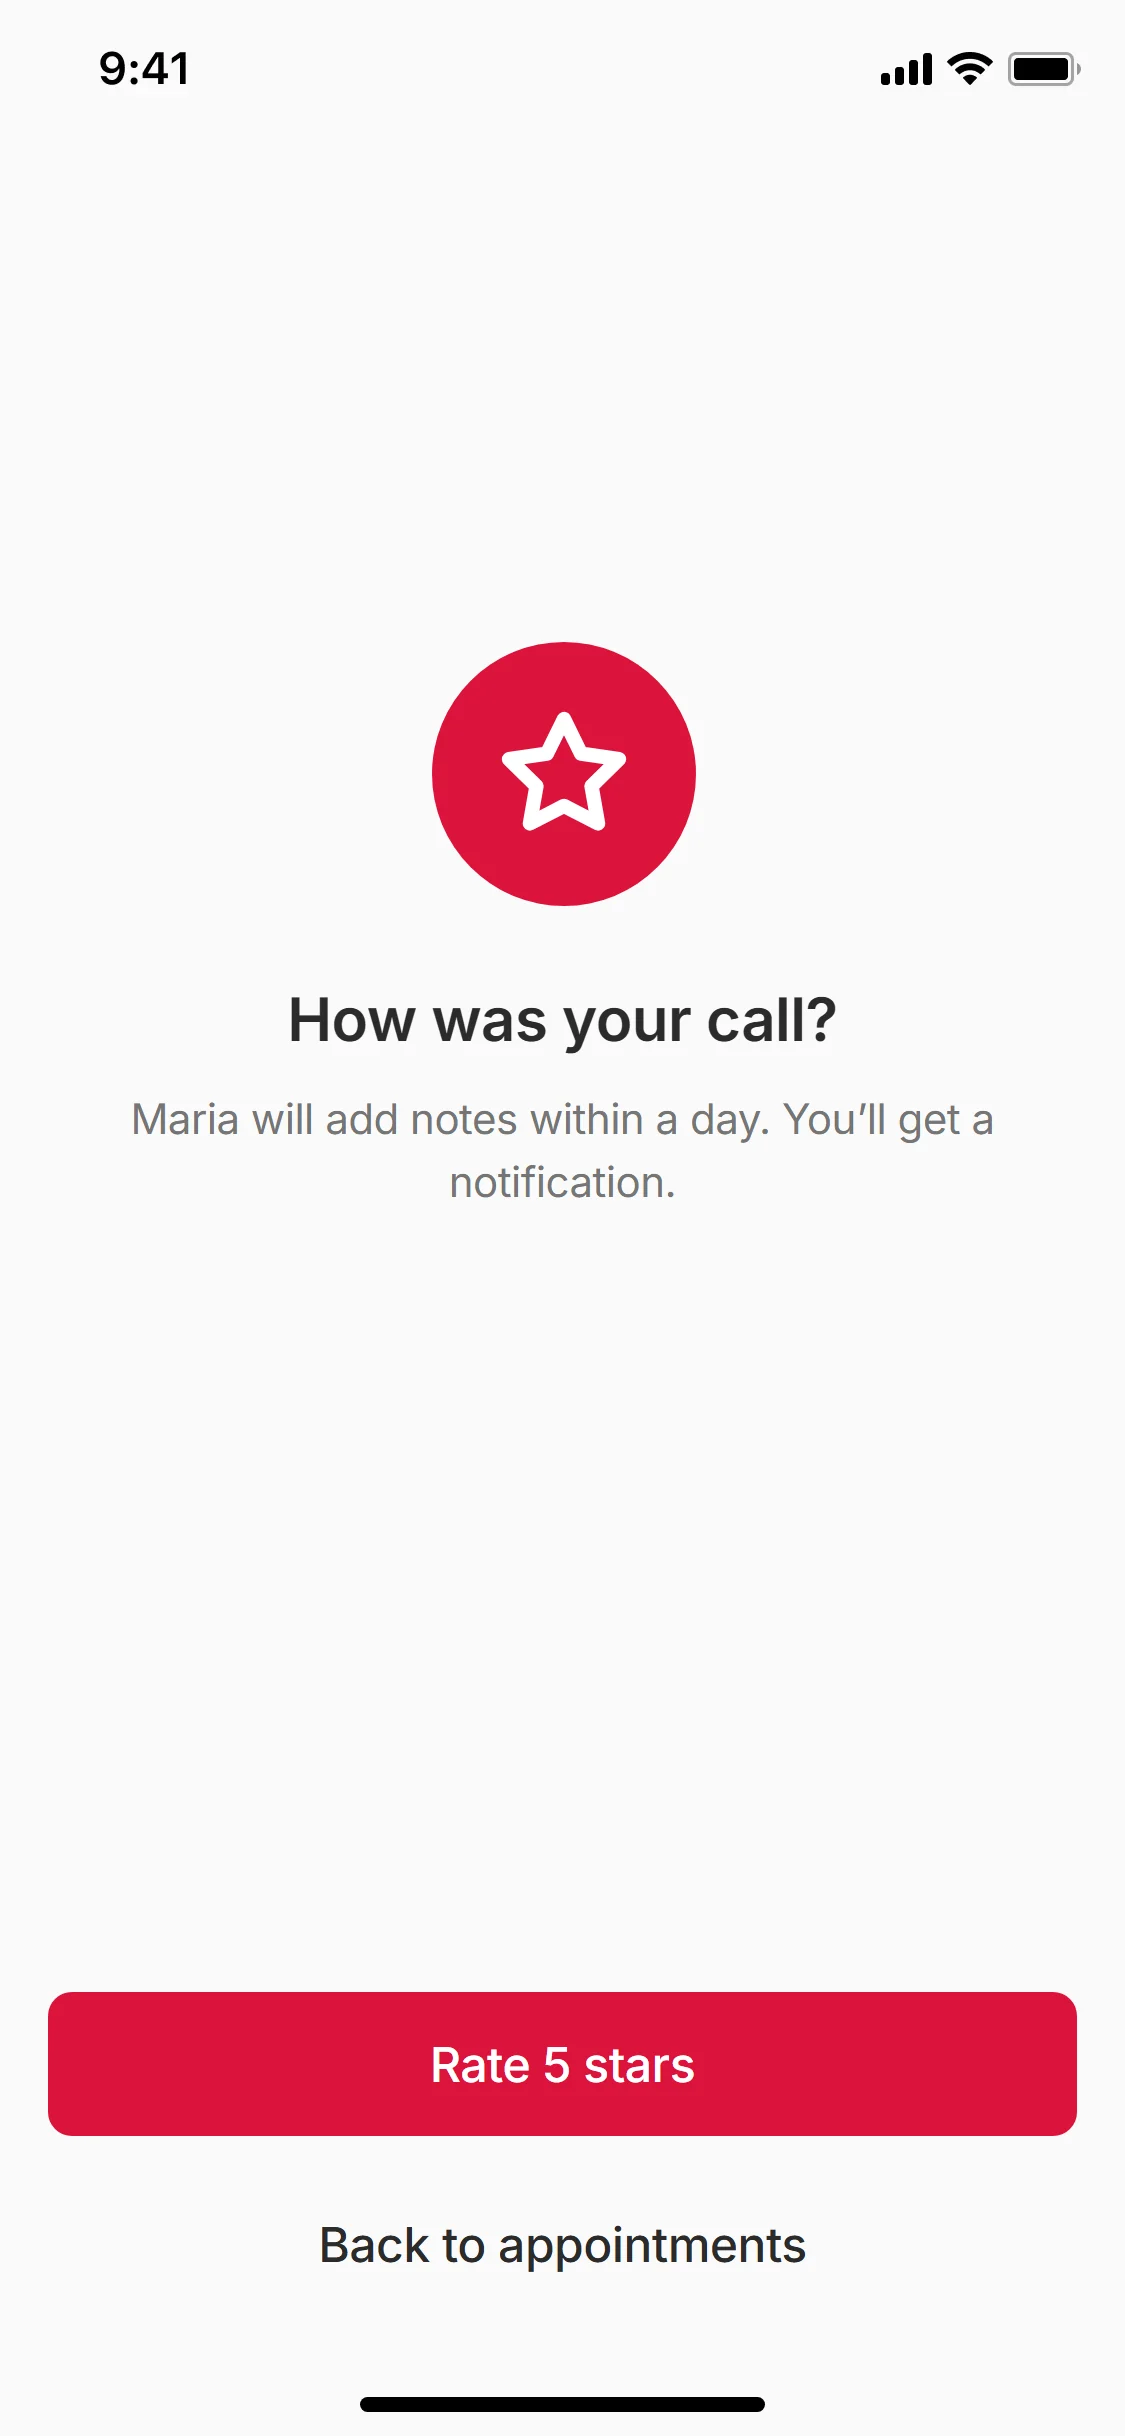 9:41
How was your call?
Maria will add notes within a day. You’ll get a
notification.
Rate 5 stars
Back to appointments